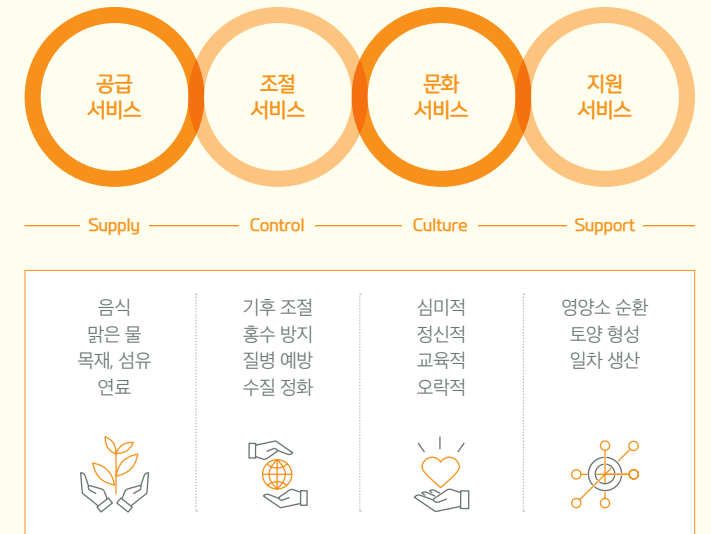 공급
서비스
조절
서비스
문화
서비스
지원
서비스
Supply
Control
Culture
Support
음식
맑은 물
목재, 섬유
연료
기후 조절
홍수 방지
질병 예방
수질 정화
심미적
정신적
교육적
오락적
영양소 순환
토양 형성
일차 생산